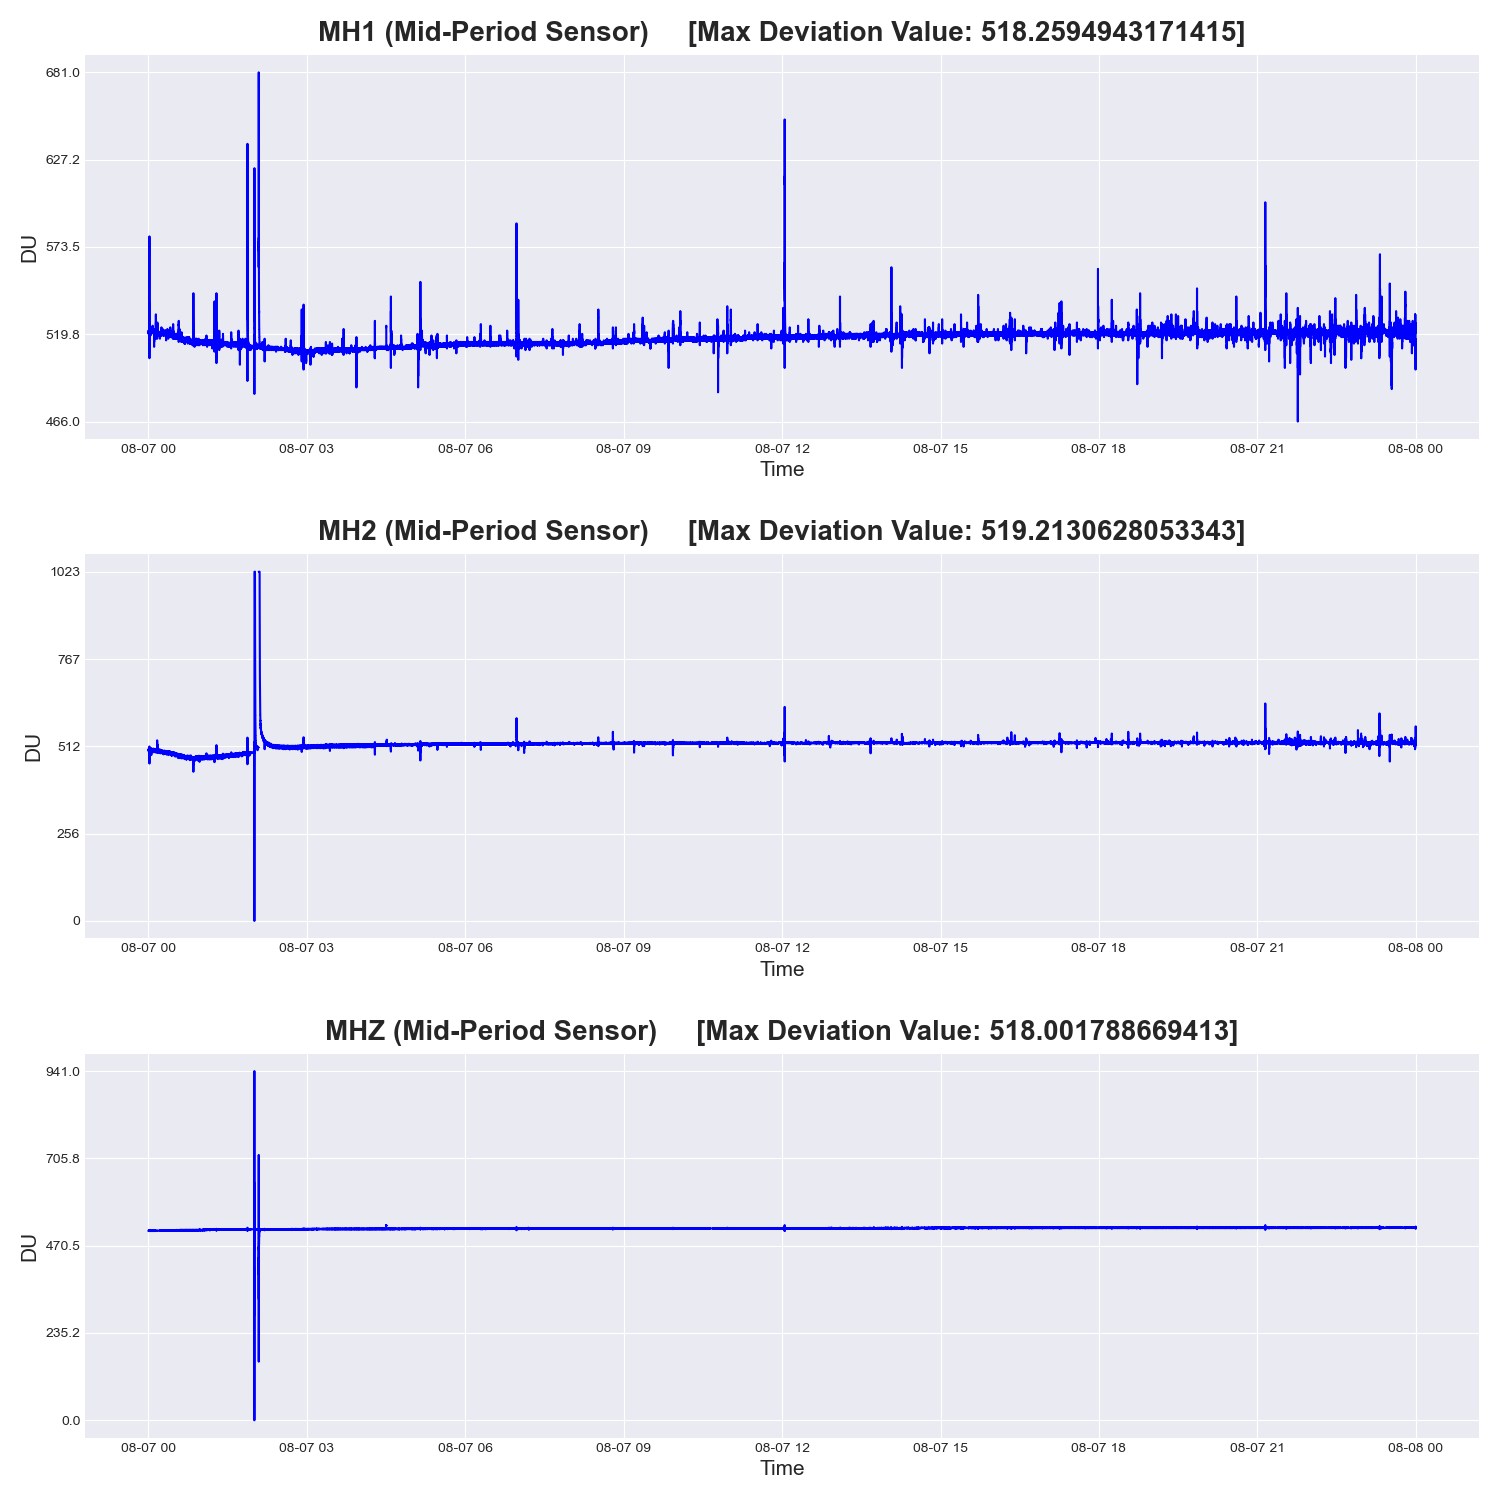 MH1 (Mid-Period Sensor) [Max Deviation Value: 518.2594943171415]
681.0
627.2
573.5
519.8
466.0
DU
08-07 00 08-07 03 08-07 06 08-07 09 08-07 12 08-07 15 08-07 18 08-07 21 08-08 00
Time
MH2 (Mid-Period Sensor) [Max Deviation Value: 519.2130628053343]
1023
767
512
256
0
DU
08-07 00 08-07 03 08-07 06 08-07 09 08-07 12 08-07 15 08-07 18 08-07 21 08-08 00
Time
MHZ (Mid-Period Sensor) [Max Deviation Value: 518.001788669413]
941.0
705.8
470.5
235.2
0.0
DU
08-07 00 08-07 03 08-07 06 08-07 09 08-07 12 08-07 15 08-07 18 08-07 21 08-08 00
Time